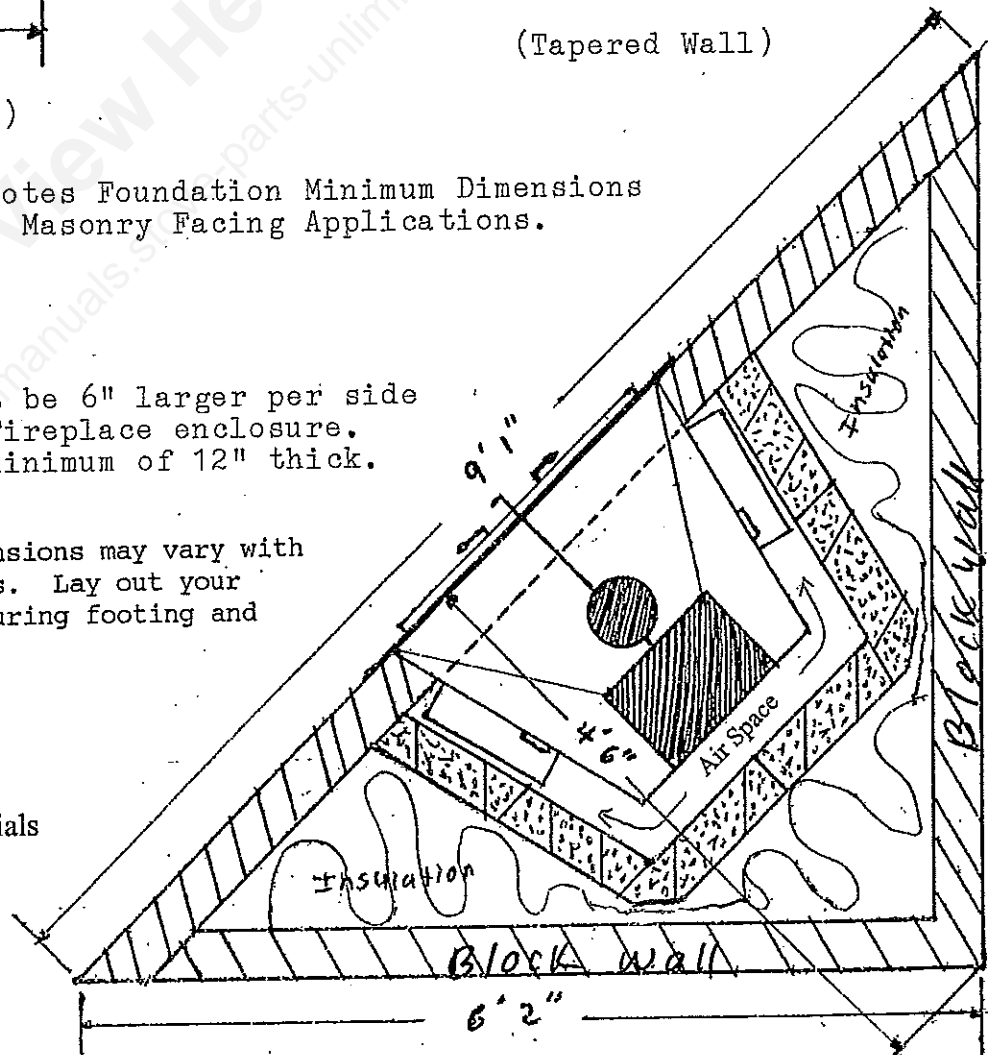 (Tapered Wall)
)
otes Foundation Minimum Dimensions
Masonry Facing Applications.
be 6" larger per side
ireplace enclosure.
inimum of 12" thick.
nsions may vary with
s. Lay out your
uring footing and
ials
9' 1"
4' 6"
Air Space
Insulation
Insulation
Block wall
Block wall
6' 2"
View He